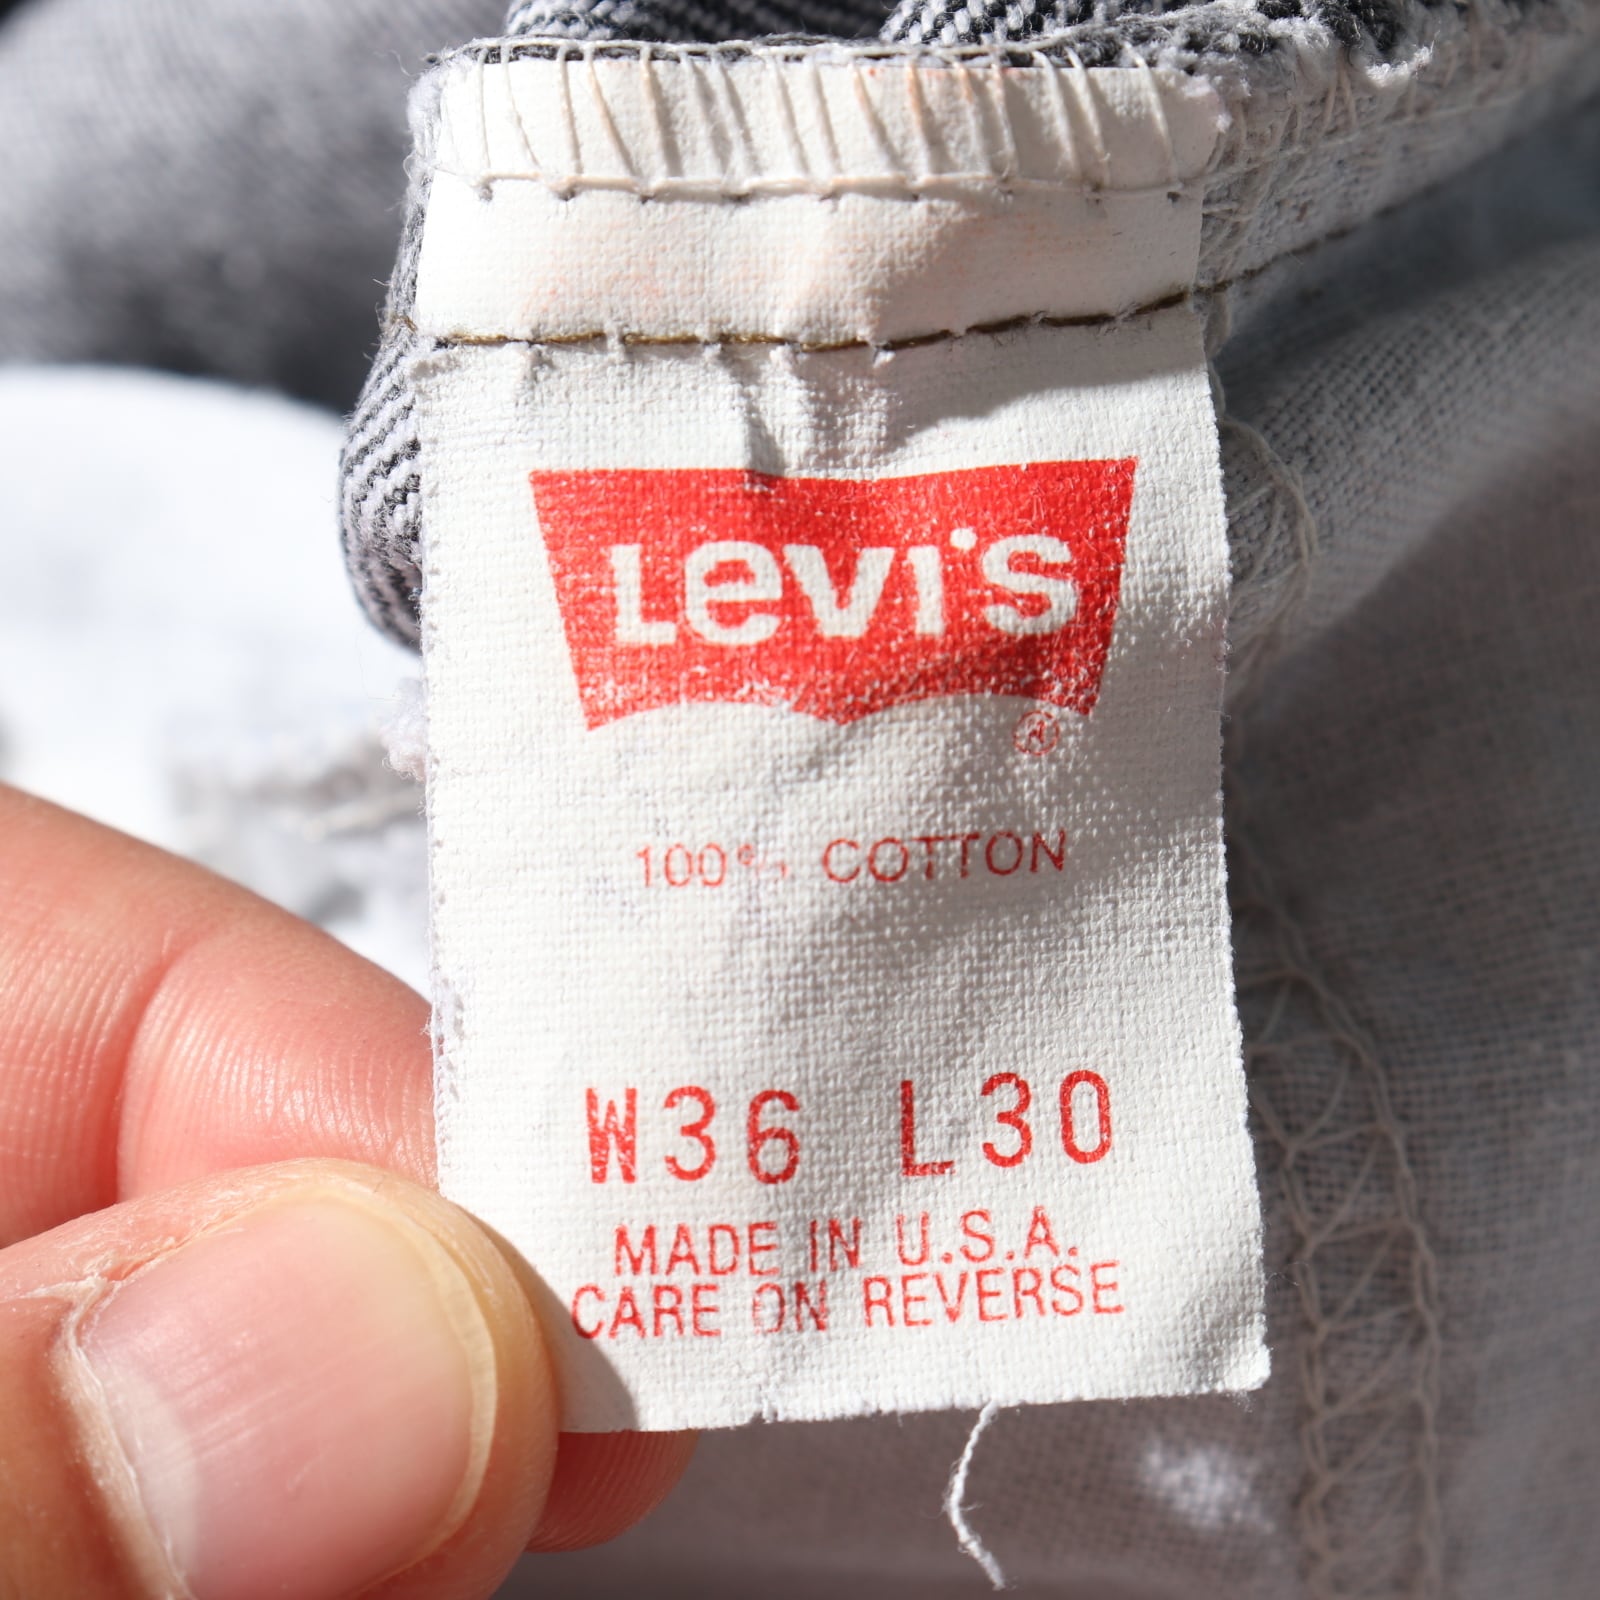 Levi's
®
100% COTTON
W36 L30
MADE IN U.S.A.
CARE ON REVERSE